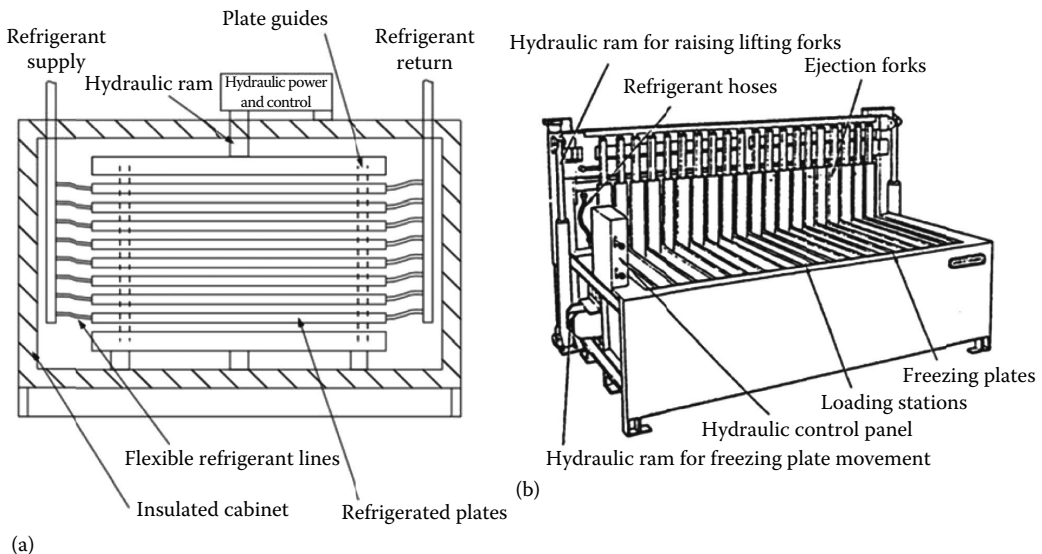 Plate guides
Refrigerant
supply
Refrigerant
return
Hydraulic ram
Hydraulic power
and control
Flexible refrigerant lines
Insulated cabinet
Refrigerated plates
(a)
Hydraulic ram for raising lifting forks
Ejection forks
Refrigerant hoses
Freezing plates
Loading stations
Hydraulic control panel
Hydraulic ram for freezing plate movement
(b)